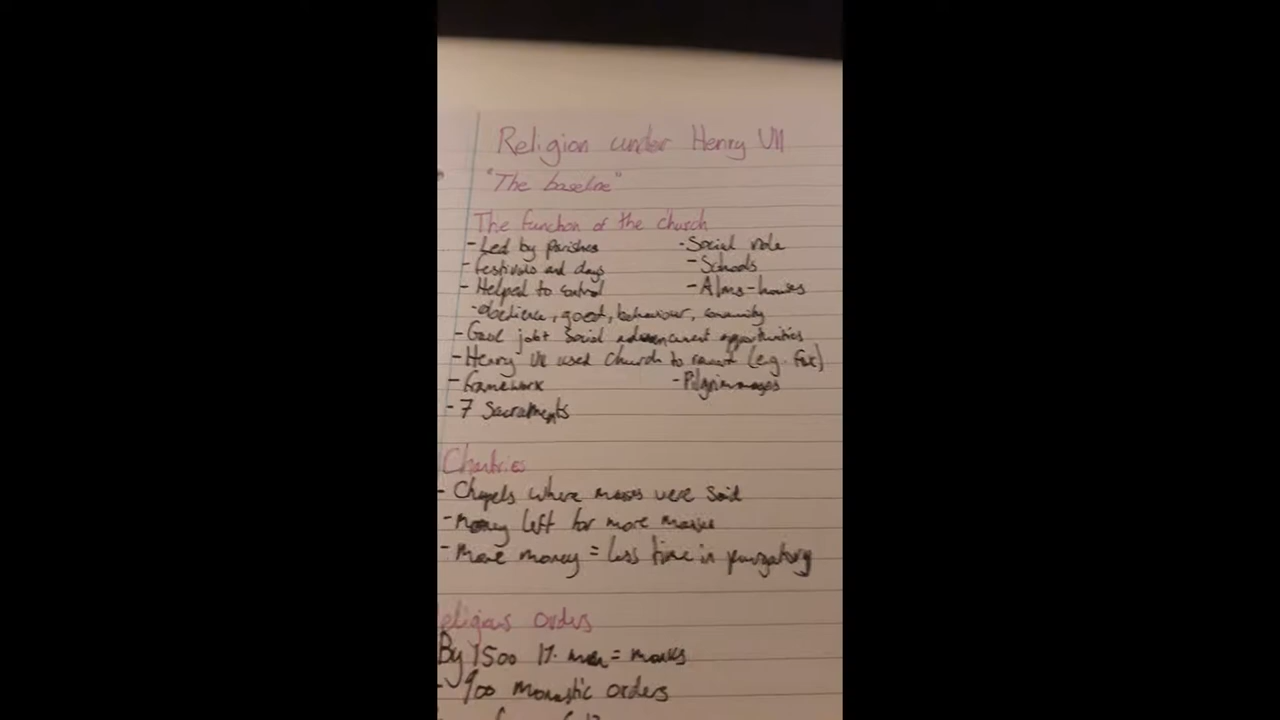 Religion under Henry VII
"The baseline"
The function of the church
- Led by parishes
- Social role
- Festivals and days
- Schools
- Helped to control
- Alms-houses
- obedience, good, behaviour, community
- Gave job + social advancement opportunities
- Henry VII used church to reward (e.g. Fox)
- framework
- Pilgrimages
- 7 Sacraments
Chantries
- Chapels where masses were said
- Money left for more masses
- More money = less time in purgatory
eligious orders
By 1500 1% men = monks
- 900 monastic orders